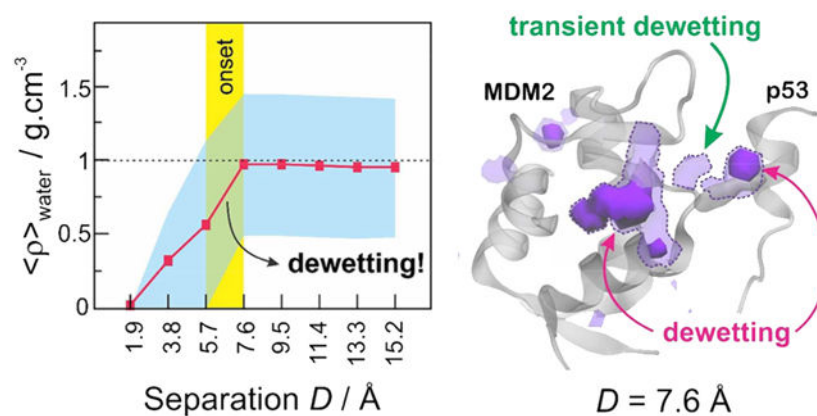 <ρ>water / g.cm-3
1.5
1
0.5
0
onset
dewetting!
1.9
3.8
5.7
7.6
9.5
11.4
13.3
15.2
Separation D / Å
transient dewetting
MDM2
p53
dewetting
D = 7.6 Å